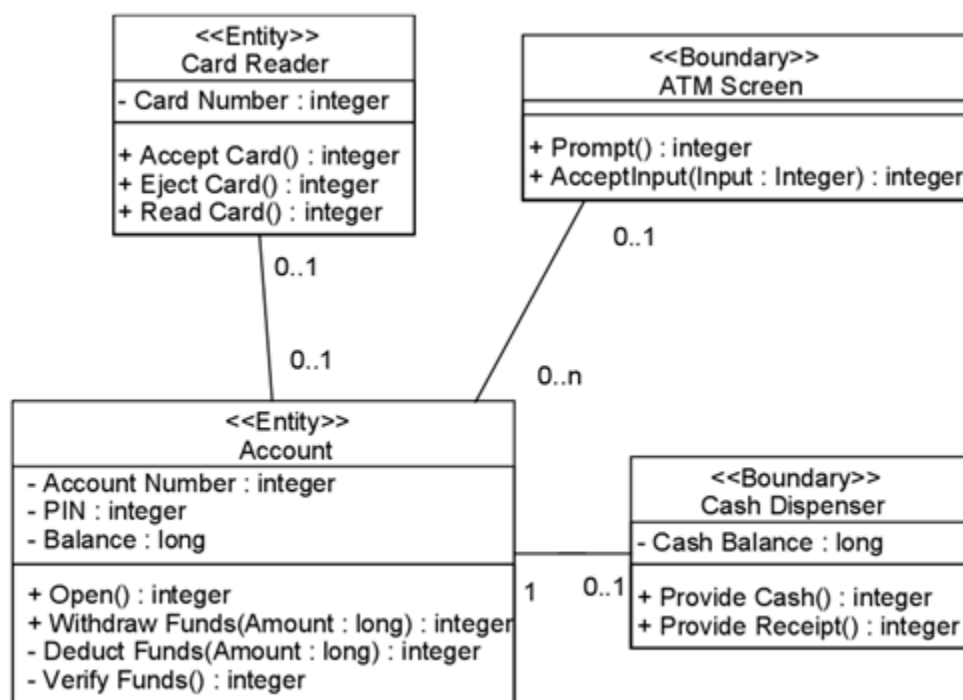 <<Entity>>
Card Reader
- Card Number : integer
+ Accept Card() : integer
+ Eject Card() : integer
+ Read Card() : integer
<<Boundary>>
ATM Screen
+ Prompt() : integer
+ AcceptInput(Input : Integer) : integer
0..1
0..1
0..1
0..n
<<Entity>>
Account
- Account Number : integer
- PIN : integer
- Balance : long
+ Open() : integer
+ Withdraw Funds(Amount : long) : integer
- Deduct Funds(Amount : long) : integer
- Verify Funds() : integer
1
0..1
<<Boundary>>
Cash Dispenser
- Cash Balance : long
+ Provide Cash() : integer
+ Provide Receipt() : integer